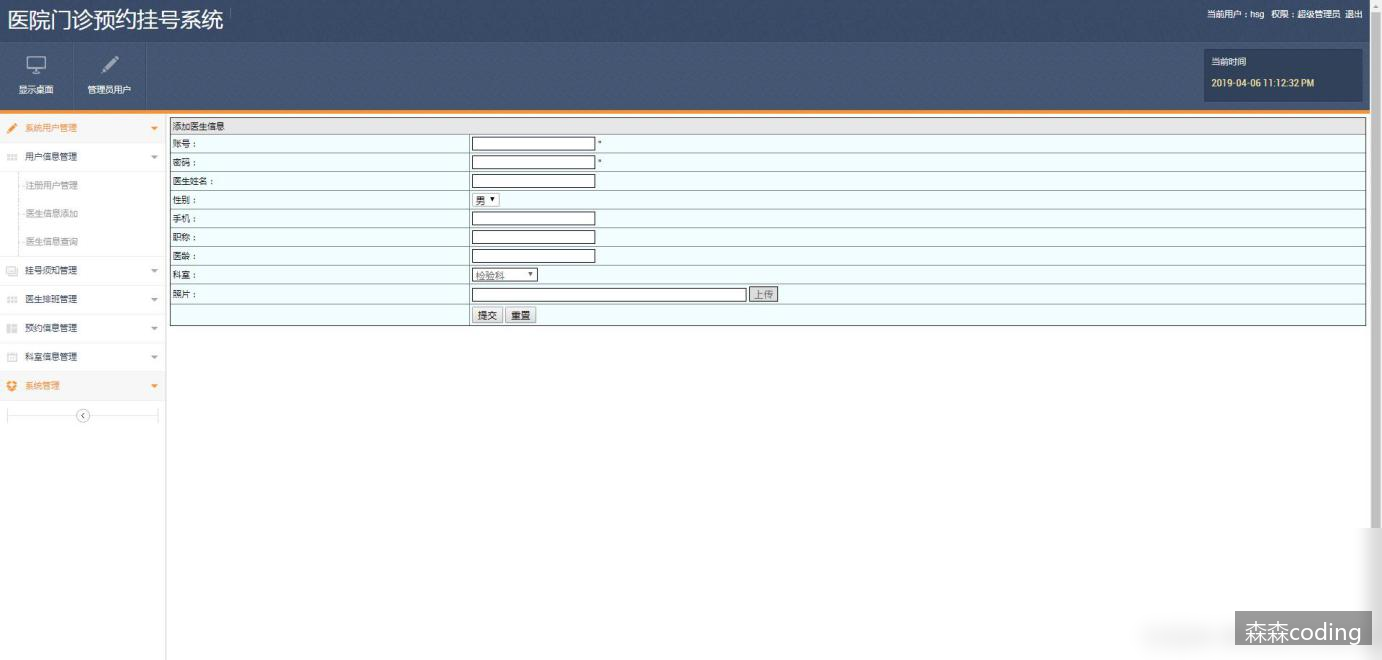 医院门诊预约挂号系统
当前用户：hsg 权限：超级管理员 退出
显示桌面
管理员用户
当前时间
2019-04-06 11:12:32 PM
系统用户管理
用户信息管理
注册用户管理
医生信息添加
医生信息查询
挂号须知管理
医生排班管理
预约信息管理
科室信息管理
系统管理
添加医生信息
账号： *
密码： *
医生姓名：
性别： 男
手机：
职称：
医龄：
科室： 检验科
照片： 上传
提交 重置
森森coding